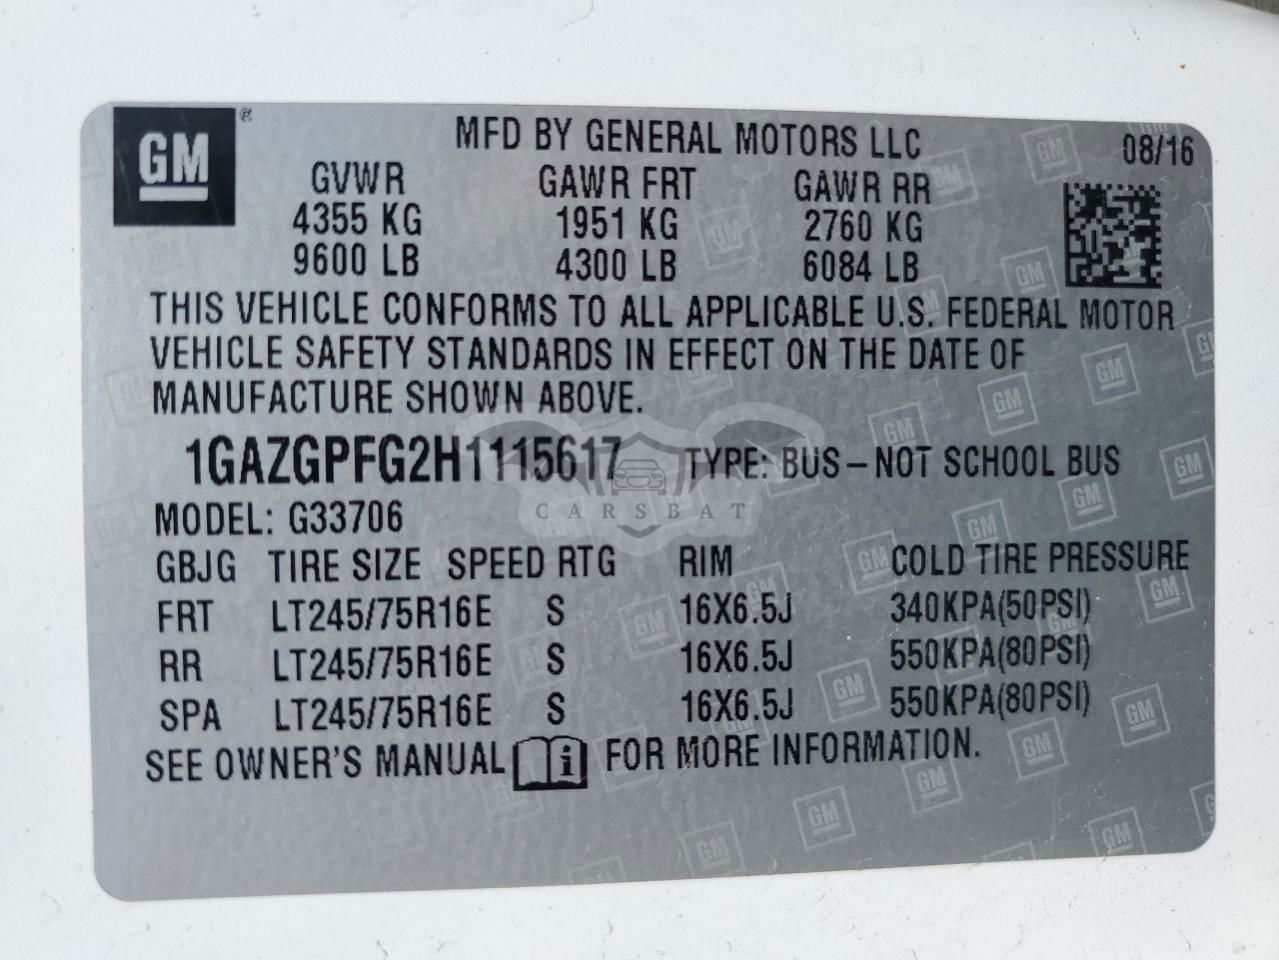 GM
MFD BY GENERAL MOTORS LLC 08/16
GVWR GAWR FRT GAWR RR
4355 KG 1951 KG 2760 KG
9600 LB 4300 LB 6084 LB
THIS VEHICLE CONFORMS TO ALL APPLICABLE U.S. FEDERAL MOTOR
VEHICLE SAFETY STANDARDS IN EFFECT ON THE DATE OF
MANUFACTURE SHOWN ABOVE.
1GAZGPFG2H1115617 TYPE: BUS – NOT SCHOOL BUS
CARSBAT
MODEL: G33706
GBJG TIRE SIZE SPEED RTG RIM COLD TIRE PRESSURE
FRT LT245/75R16E S 16X6.5J 340KPA(50PSI)
RR LT245/75R16E S 16X6.5J 550KPA(80PSI)
SPA LT245/75R16E S 16X6.5J 550KPA(80PSI)
SEE OWNER'S MANUAL i FOR MORE INFORMATION.